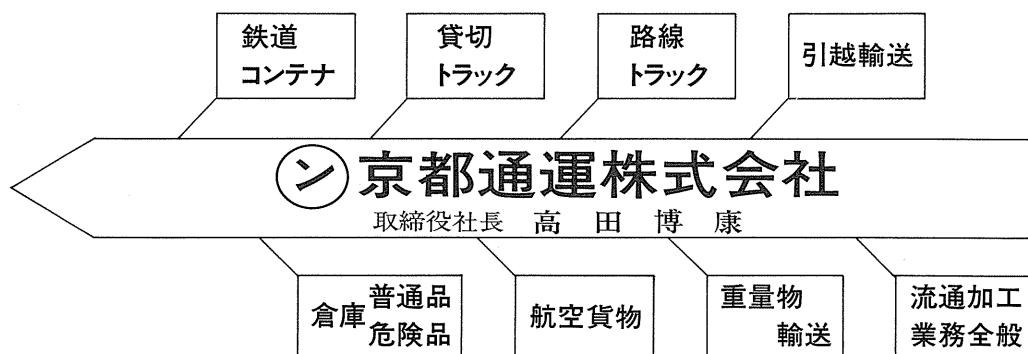 鉄道
コンテナ
貸切
トラック
路線
トラック
引越輸送
ン 京都通運株式会社
取締役社長 高田博康
倉庫 普通品
危険品
航空貨物
重量物
輸送
流通加工
業務全般